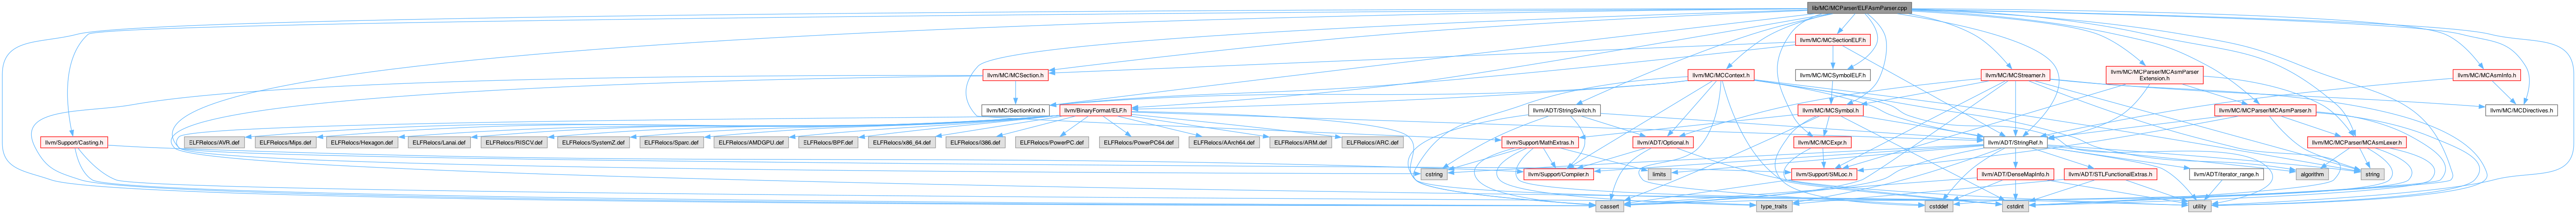 lib/MC/MCParser/ELFAsmParser.cpp
llvm/MC/MCSectionELF.h
llvm/MC/MCSection.h
llvm/MC/MCSymbolELF.h
llvm/MC/MCContext.h
llvm/MC/MCStreamer.h
llvm/MC/MCParser/MCAsmParser
Extension.h
llvm/MC/MCAsmInfo.h
llvm/MC/SectionKind.h
llvm/BinaryFormat/ELF.h
llvm/ADT/StringSwitch.h
llvm/MC/MCSymbol.h
llvm/MC/MCParser/MCAsmParser.h
llvm/MC/MCDirectives.h
llvm/Support/Casting.h
ELFRelocs/AVR.def
ELFRelocs/Mips.def
ELFRelocs/Hexagon.def
ELFRelocs/Lanai.def
ELFRelocs/RISCV.def
ELFRelocs/SystemZ.def
ELFRelocs/Sparc.def
ELFRelocs/AMDGPU.def
ELFRelocs/BPF.def
ELFRelocs/x86_64.def
ELFRelocs/i386.def
ELFRelocs/PowerPC.def
ELFRelocs/PowerPC64.def
ELFRelocs/AArch64.def
ELFRelocs/ARM.def
ELFRelocs/ARC.def
llvm/Support/MathExtras.h
llvm/ADT/Optional.h
llvm/MC/MCExpr.h
llvm/ADT/StringRef.h
llvm/MC/MCParser/MCAsmLexer.h
cstring
llvm/Support/Compiler.h
limits
llvm/Support/SMLoc.h
llvm/ADT/DenseMapInfo.h
llvm/ADT/STLFunctionalExtras.h
llvm/ADT/iterator_range.h
algorithm
string
cassert
type_traits
cstddef
cstdint
utility